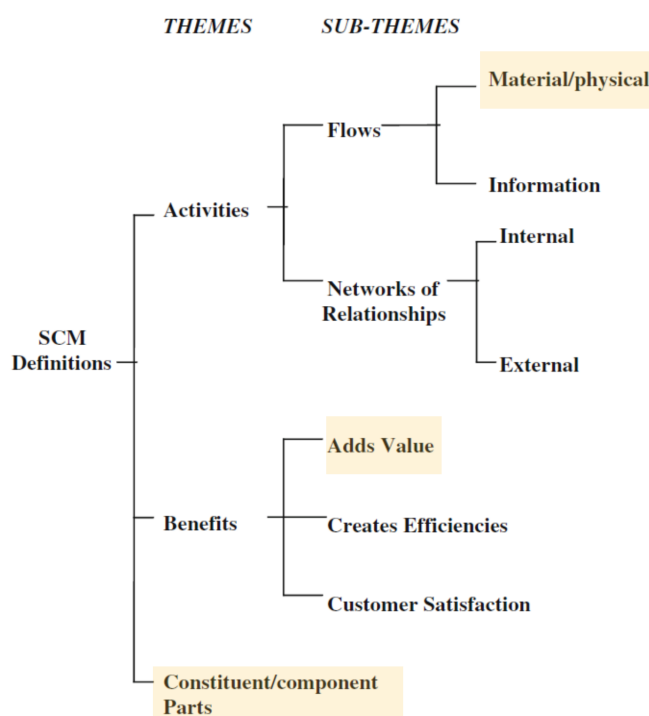 THEMES SUB-THEMES
Material/physical
Flows
Information
Activities
Internal
Networks of
Relationships
SCM
Definitions
External
Adds Value
Benefits
Creates Efficiencies
Customer Satisfaction
Constituent/component
Parts